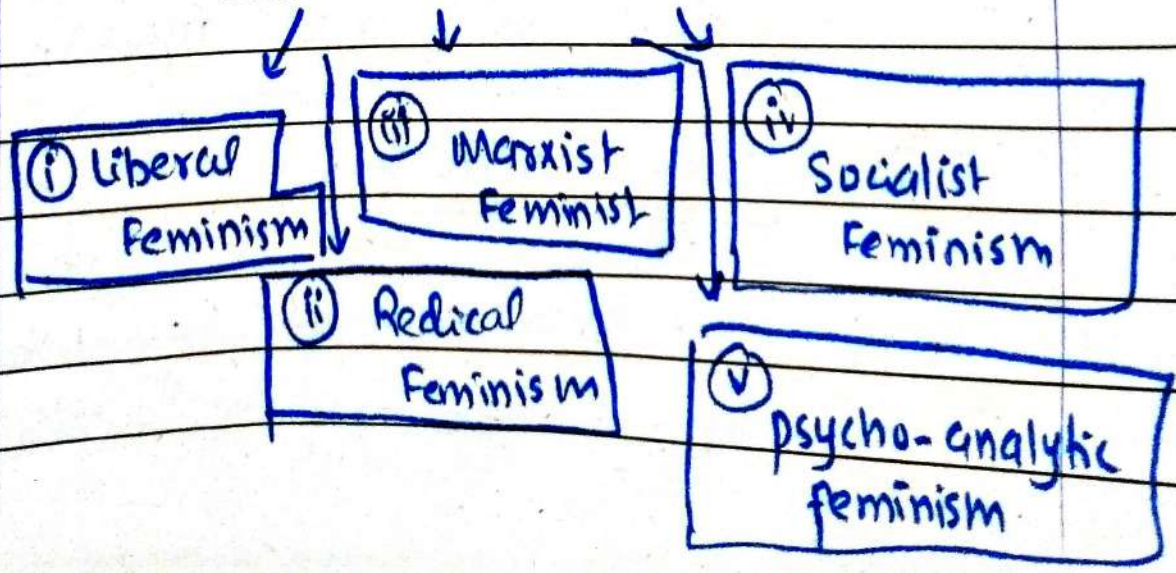 (i) Liberal
Feminism
(ii) Redical
Feminism
(iii) Marxist
Feminist
(iv)
Socialist
Feminism
(v)
psycho-analytic
feminism